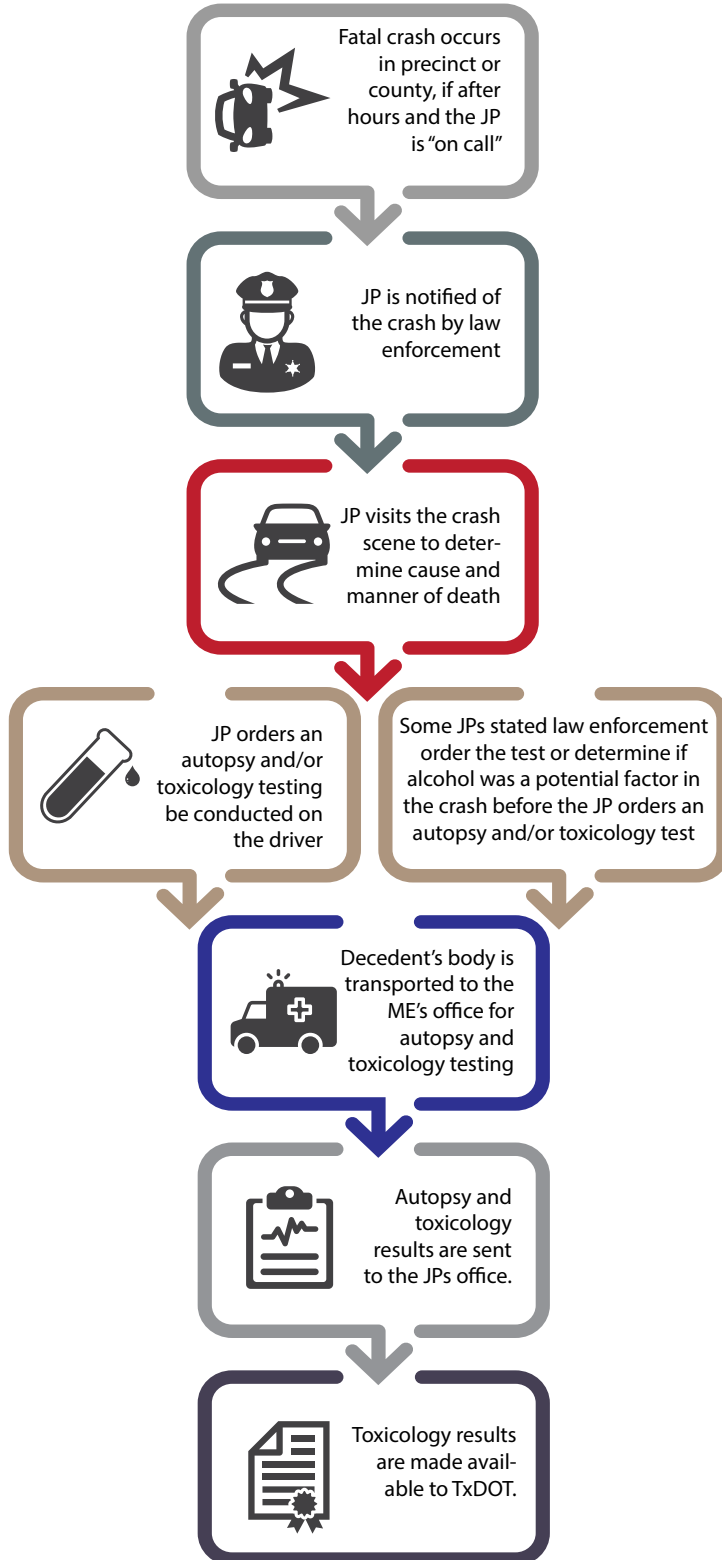 Fatal crash occurs
in precinct or
county, if after
hours and the JP
is “on call”
JP is notified of
the crash by law
enforcement
JP visits the crash
scene to deter-
mine cause and
manner of death
JP orders an
autopsy and/or
toxicology testing
be conducted on
the driver
Some JPs stated law enforcement
order the test or determine if
alcohol was a potential factor in
the crash before the JP orders an
autopsy and/or toxicology test
Decedent’s body is
transported to the
ME’s office for
autopsy and
toxicology testing
Autopsy and
toxicology
results are sent
to the JPs office.
Toxicology results
are made avail-
able to TxDOT.